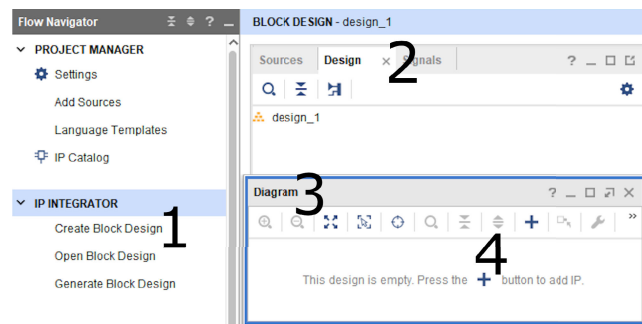 Flow Navigator
?
PROJECT MANAGER
Settings
Add Sources
Language Templates
IP Catalog
IP INTEGRATOR
Create Block Design
1
Open Block Design
Generate Block Design
BLOCK DESIGN - design_1
Sources Design × Signals ?
2
design_1
Diagram ?
3
»
4
This design is empty. Press the + button to add IP.